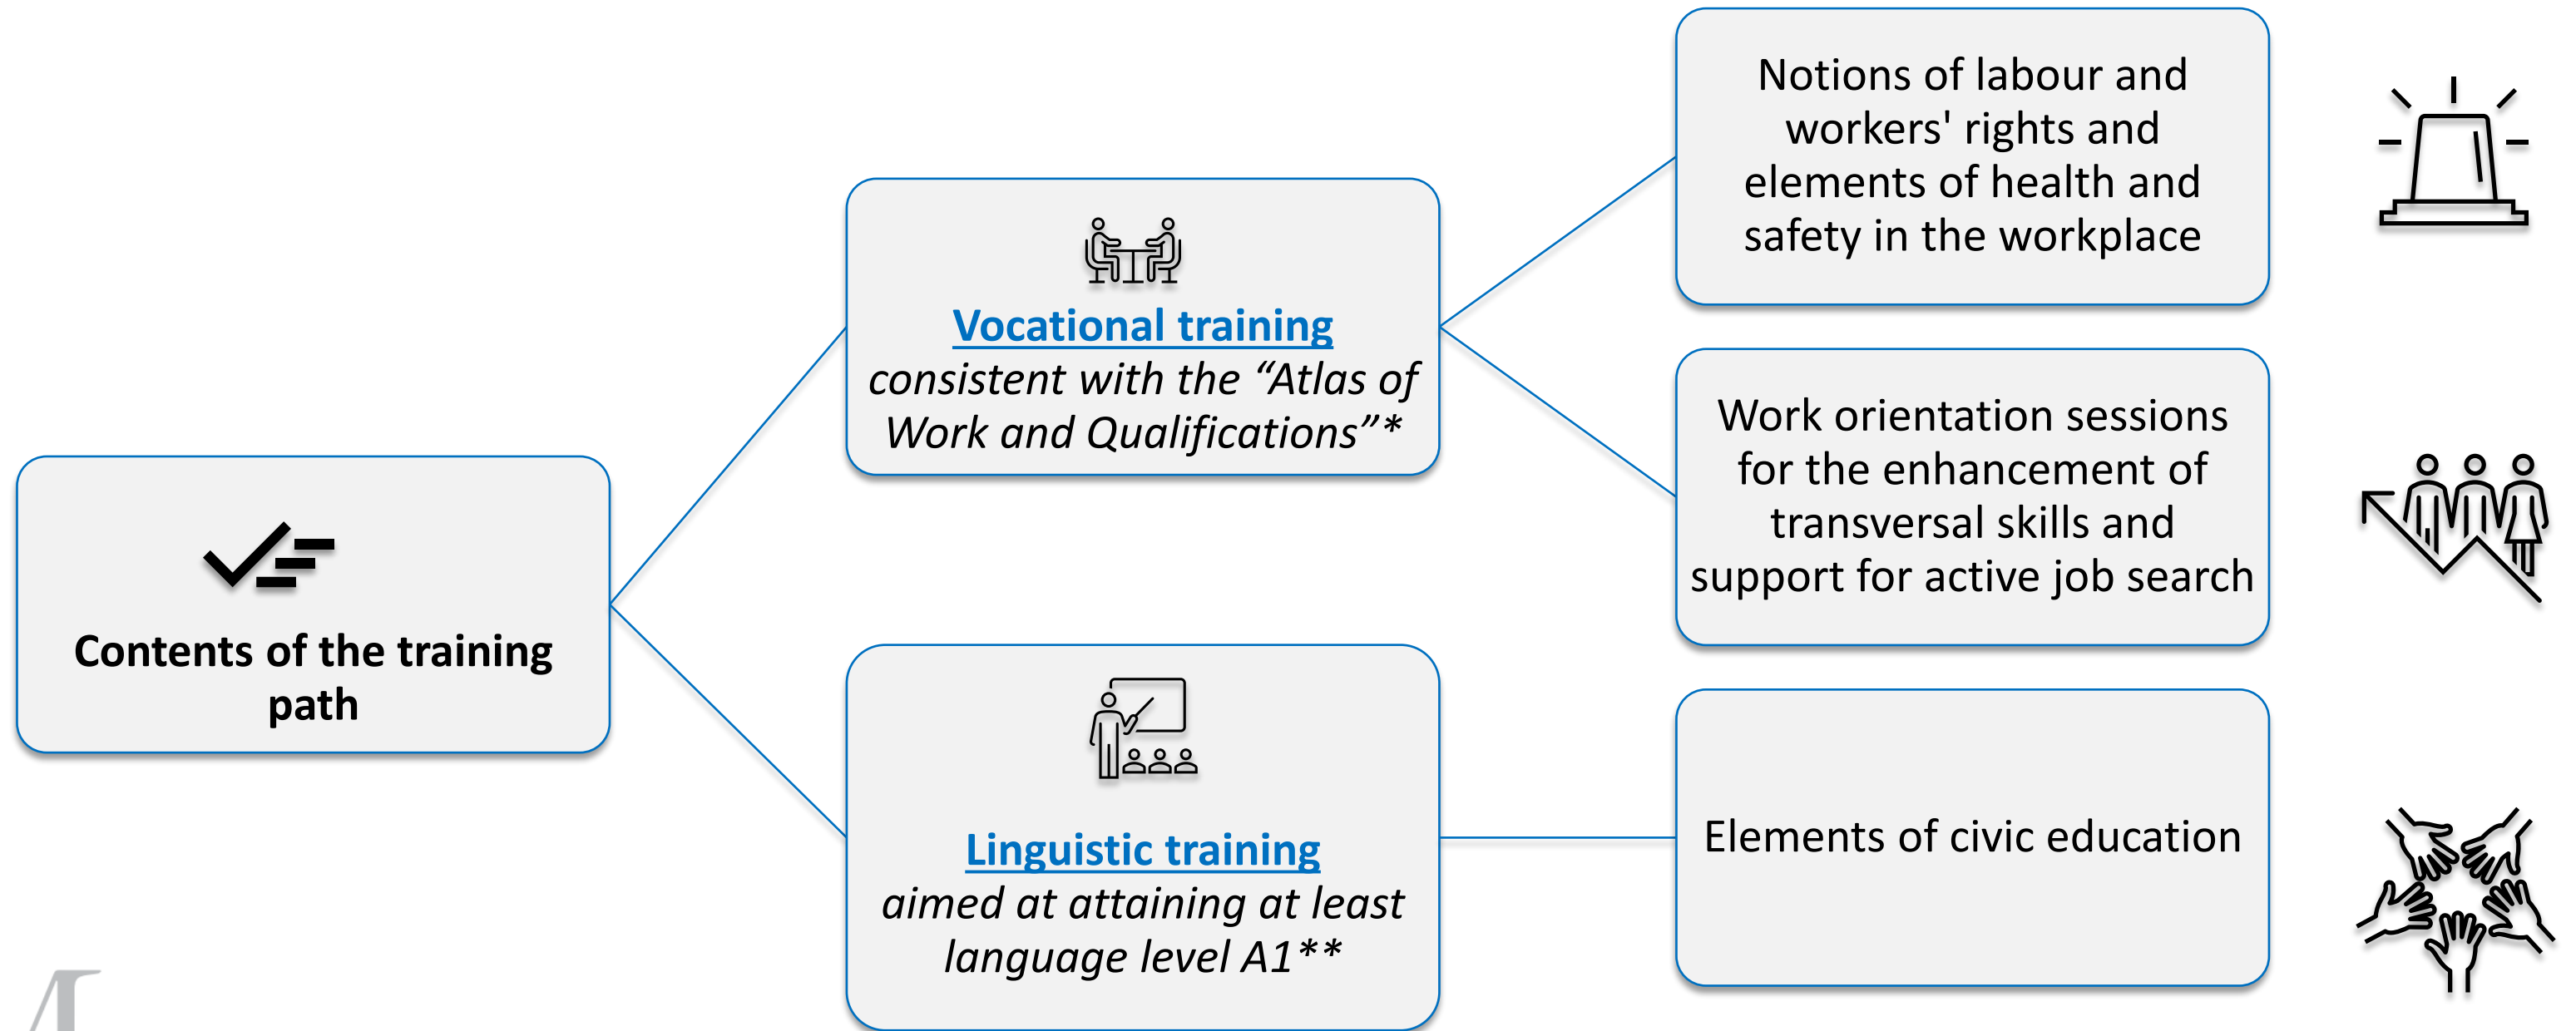 Contents of the training
path
Vocational training
consistent with the “Atlas of
Work and Qualifications”*
Linguistic training
aimed at attaining at least
language level A1**
Notions of labour and
workers' rights and
elements of health and
safety in the workplace
Work orientation sessions
for the enhancement of
transversal skills and
support for active job search
Elements of civic education